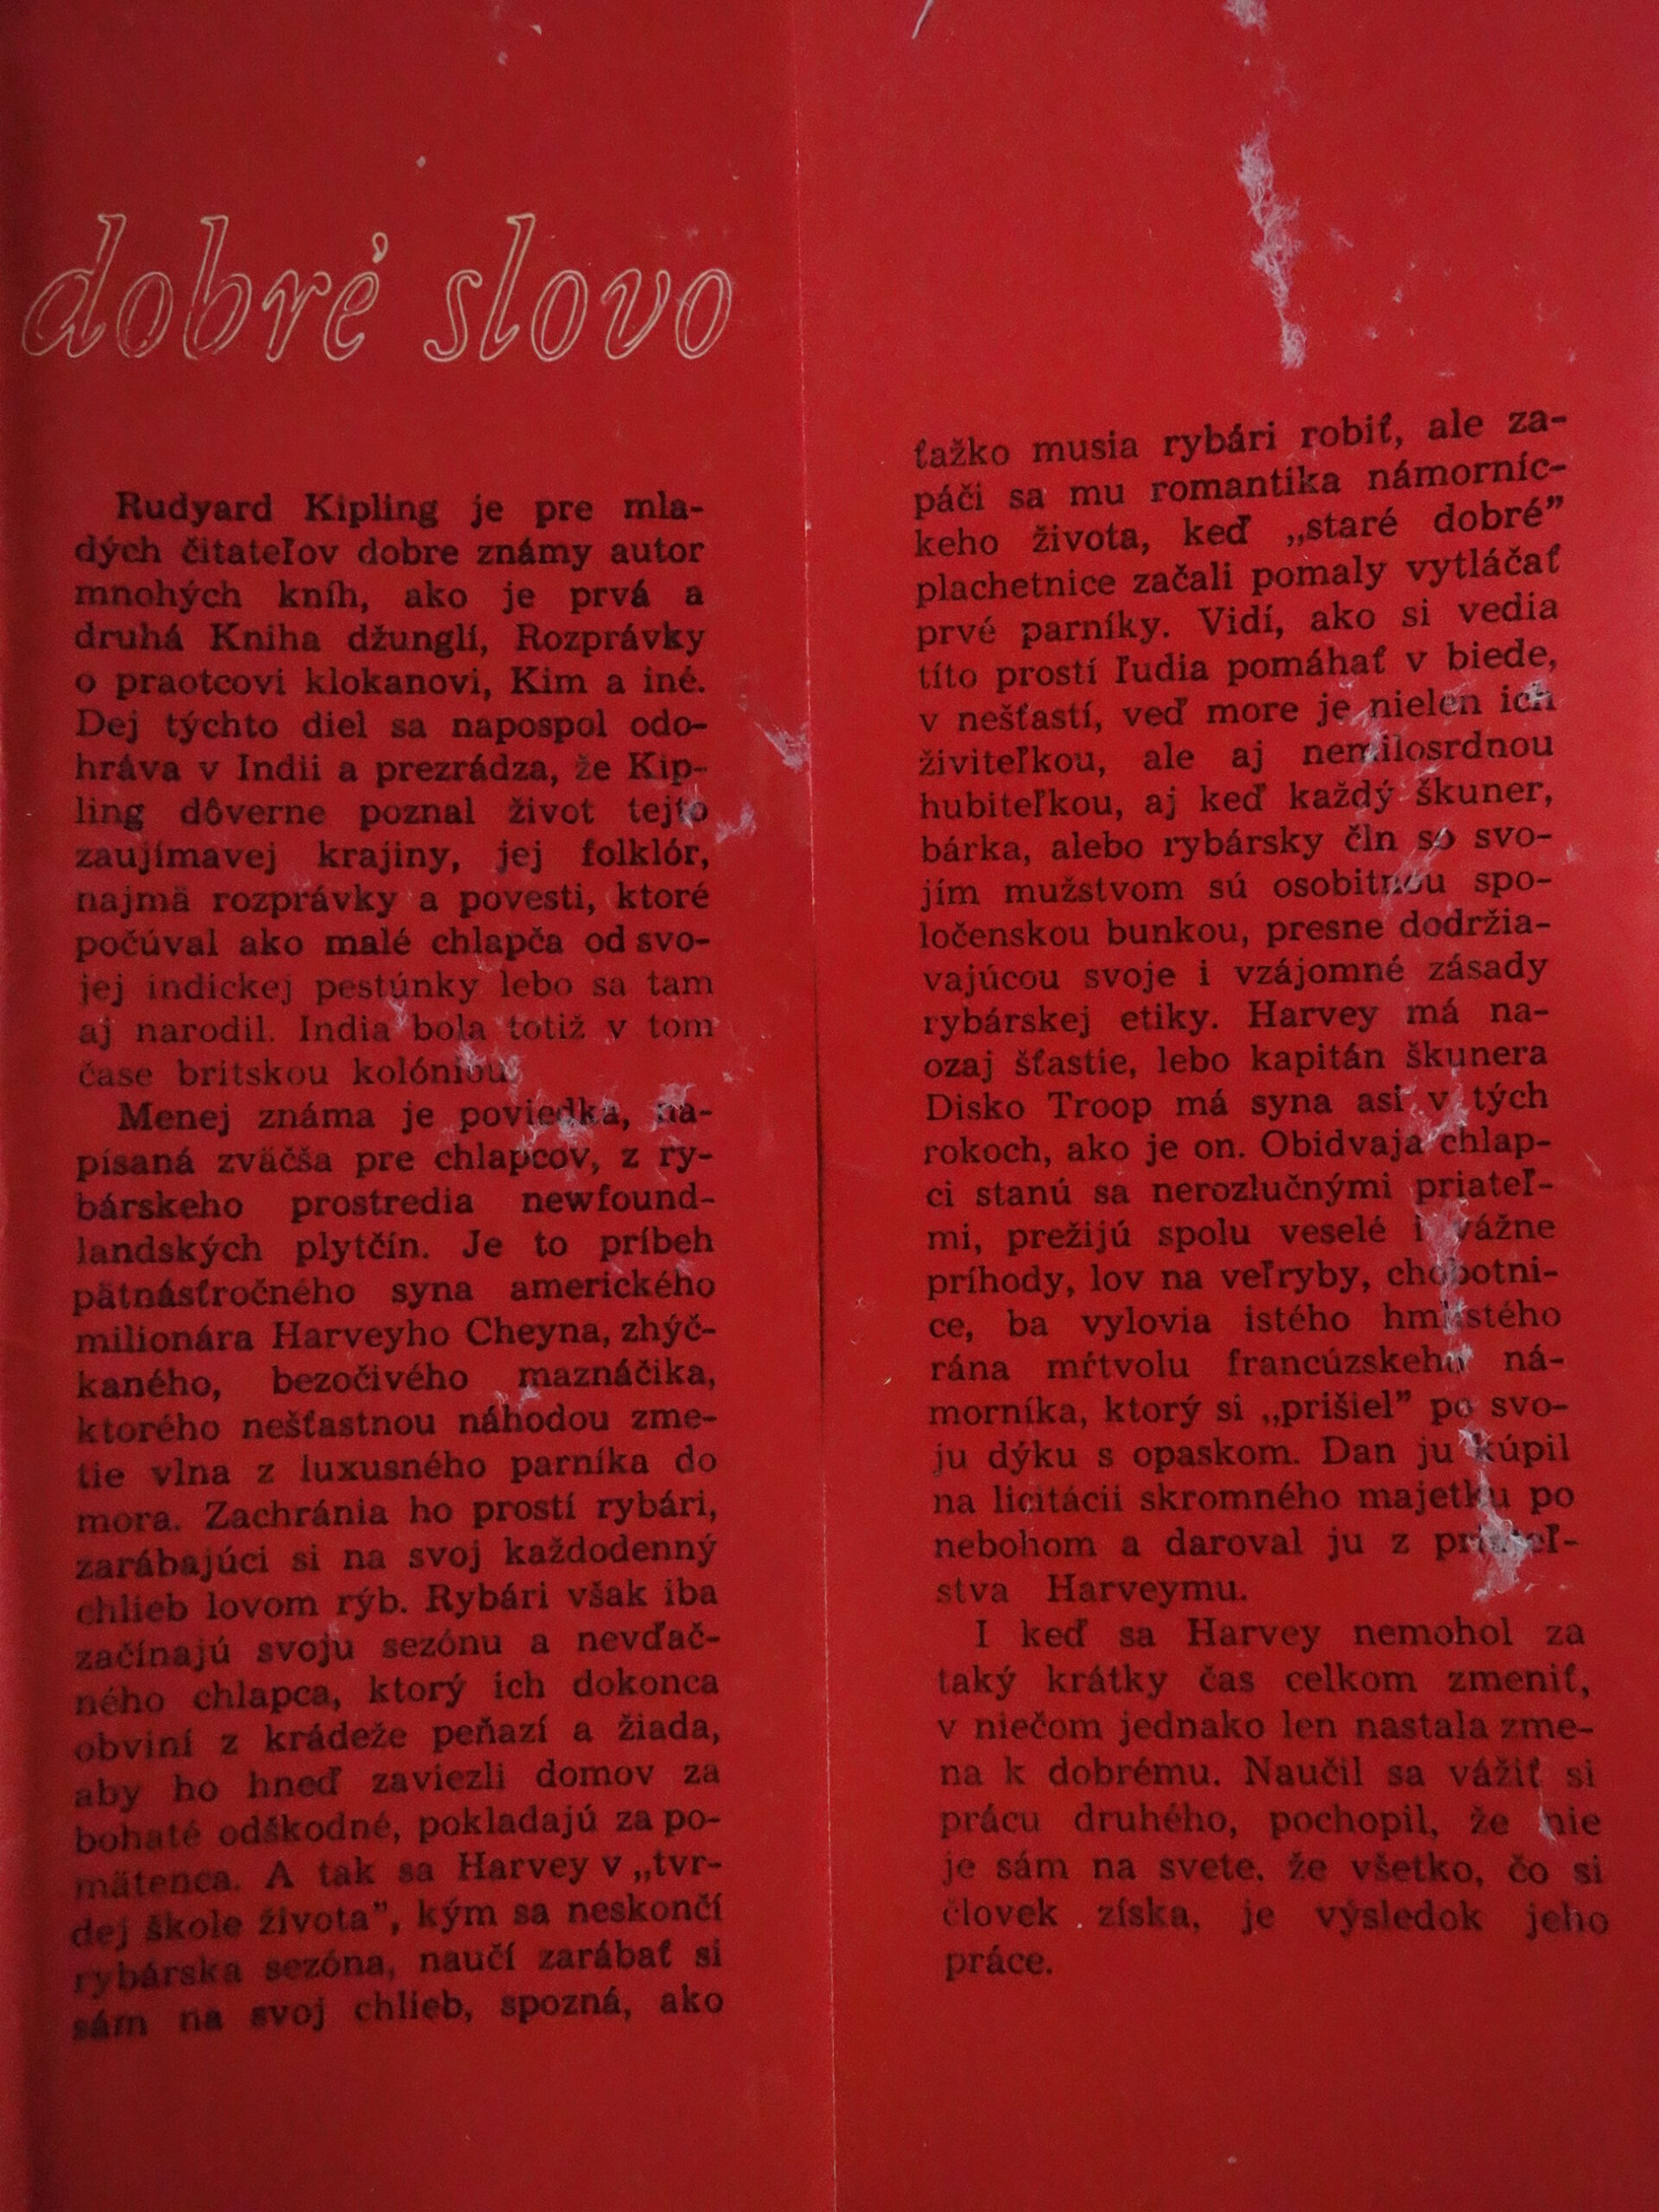 dobré slovo
Rudyard Kipling je pre mla-
dých čitateľov dobre známy autor
mnohých kníh, ako je prvá a
druhá Kniha džunglí, Rozprávky
o praotcovi klokanovi, Kim a iné.
Dej týchto diel sa napospol odo-
hráva v Indii a prezrádza, že Kip-
ling dôverne poznal život tejto
zaujímavej krajiny, jej folklór,
najmä rozprávky a povesti, ktoré
počúval ako malé chlapča od svo-
jej indickej pestúnky lebo sa tam
aj narodil. India bola totiž v tom
čase britskou kolóniou.
Menej známa je poviedka, na-
písaná zväčša pre chlapcov, z ry-
bárskeho prostredia newfound-
landských plytčín. Je to príbeh
pätnásťročného syna amerického
milionára Harveyho Cheyna, zhýč-
kaného, bezočivého maznáčika,
ktorého nešťastnou náhodou zme-
tie vlna z luxusného parníka do
mora. Zachránia ho prostí rybári,
zarábajúci si na svoj každodenný
chlieb lovom rýb. Rybári však iba
začínajú svoju sezónu a nevďač-
ného chlapca, ktorý ich dokonca
obviní z krádeže peňazí a žiada,
aby ho hneď zaviezli domov za
bohaté odškodné, pokladajú za po-
mätenca. A tak sa Harvey v „tvr-
dej škole života”, kým sa neskončí
rybárska sezóna, naučí zarábať si
sám na svoj chlieb, spozná, ako
ťažko musia rybári robiť, ale za-
páči sa mu romantika námorníc-
keho života, keď „staré dobré”
plachetnice začali pomaly vytláčať
prvé parníky. Vidí, ako si vedia
títo prostí ľudia pomáhať v biede,
v nešťastí, veď more je nielen ich
živiteľkou, ale aj nemilosrdnou
hubiteľkou, aj keď každý škuner,
bárka, alebo rybársky čln so svo-
jím mužstvom sú osobitnou spo-
ločenskou bunkou, presne dodržia-
vajúcou svoje i vzájomné zásady
rybárskej etiky. Harvey má na-
ozaj šťastie, lebo kapitán škunera
Disko Troop má syna asi v tých
rokoch, ako je on. Obidvaja chlap-
ci stanú sa nerozlučnými priateľ-
mi, prežijú spolu veselé i vážne
príhody, lov na veľryby, chobotni-
ce, ba vylovia istého hmlistého
rána mŕtvolu francúzskeho ná-
morníka, ktorý si „prišiel” po svo-
ju dýku s opaskom. Dan ju kúpil
na licitácii skromného majetku po
nebohom a daroval ju z priateľ-
stva Harveymu.
I keď sa Harvey nemohol za
taký krátky čas celkom zmeniť,
v niečom jednako len nastala zme-
na k dobrému. Naučil sa vážiť si
prácu druhého, pochopil, že nie
je sám na svete, že všetko, čo si
človek získa, je výsledok jeho
práce.